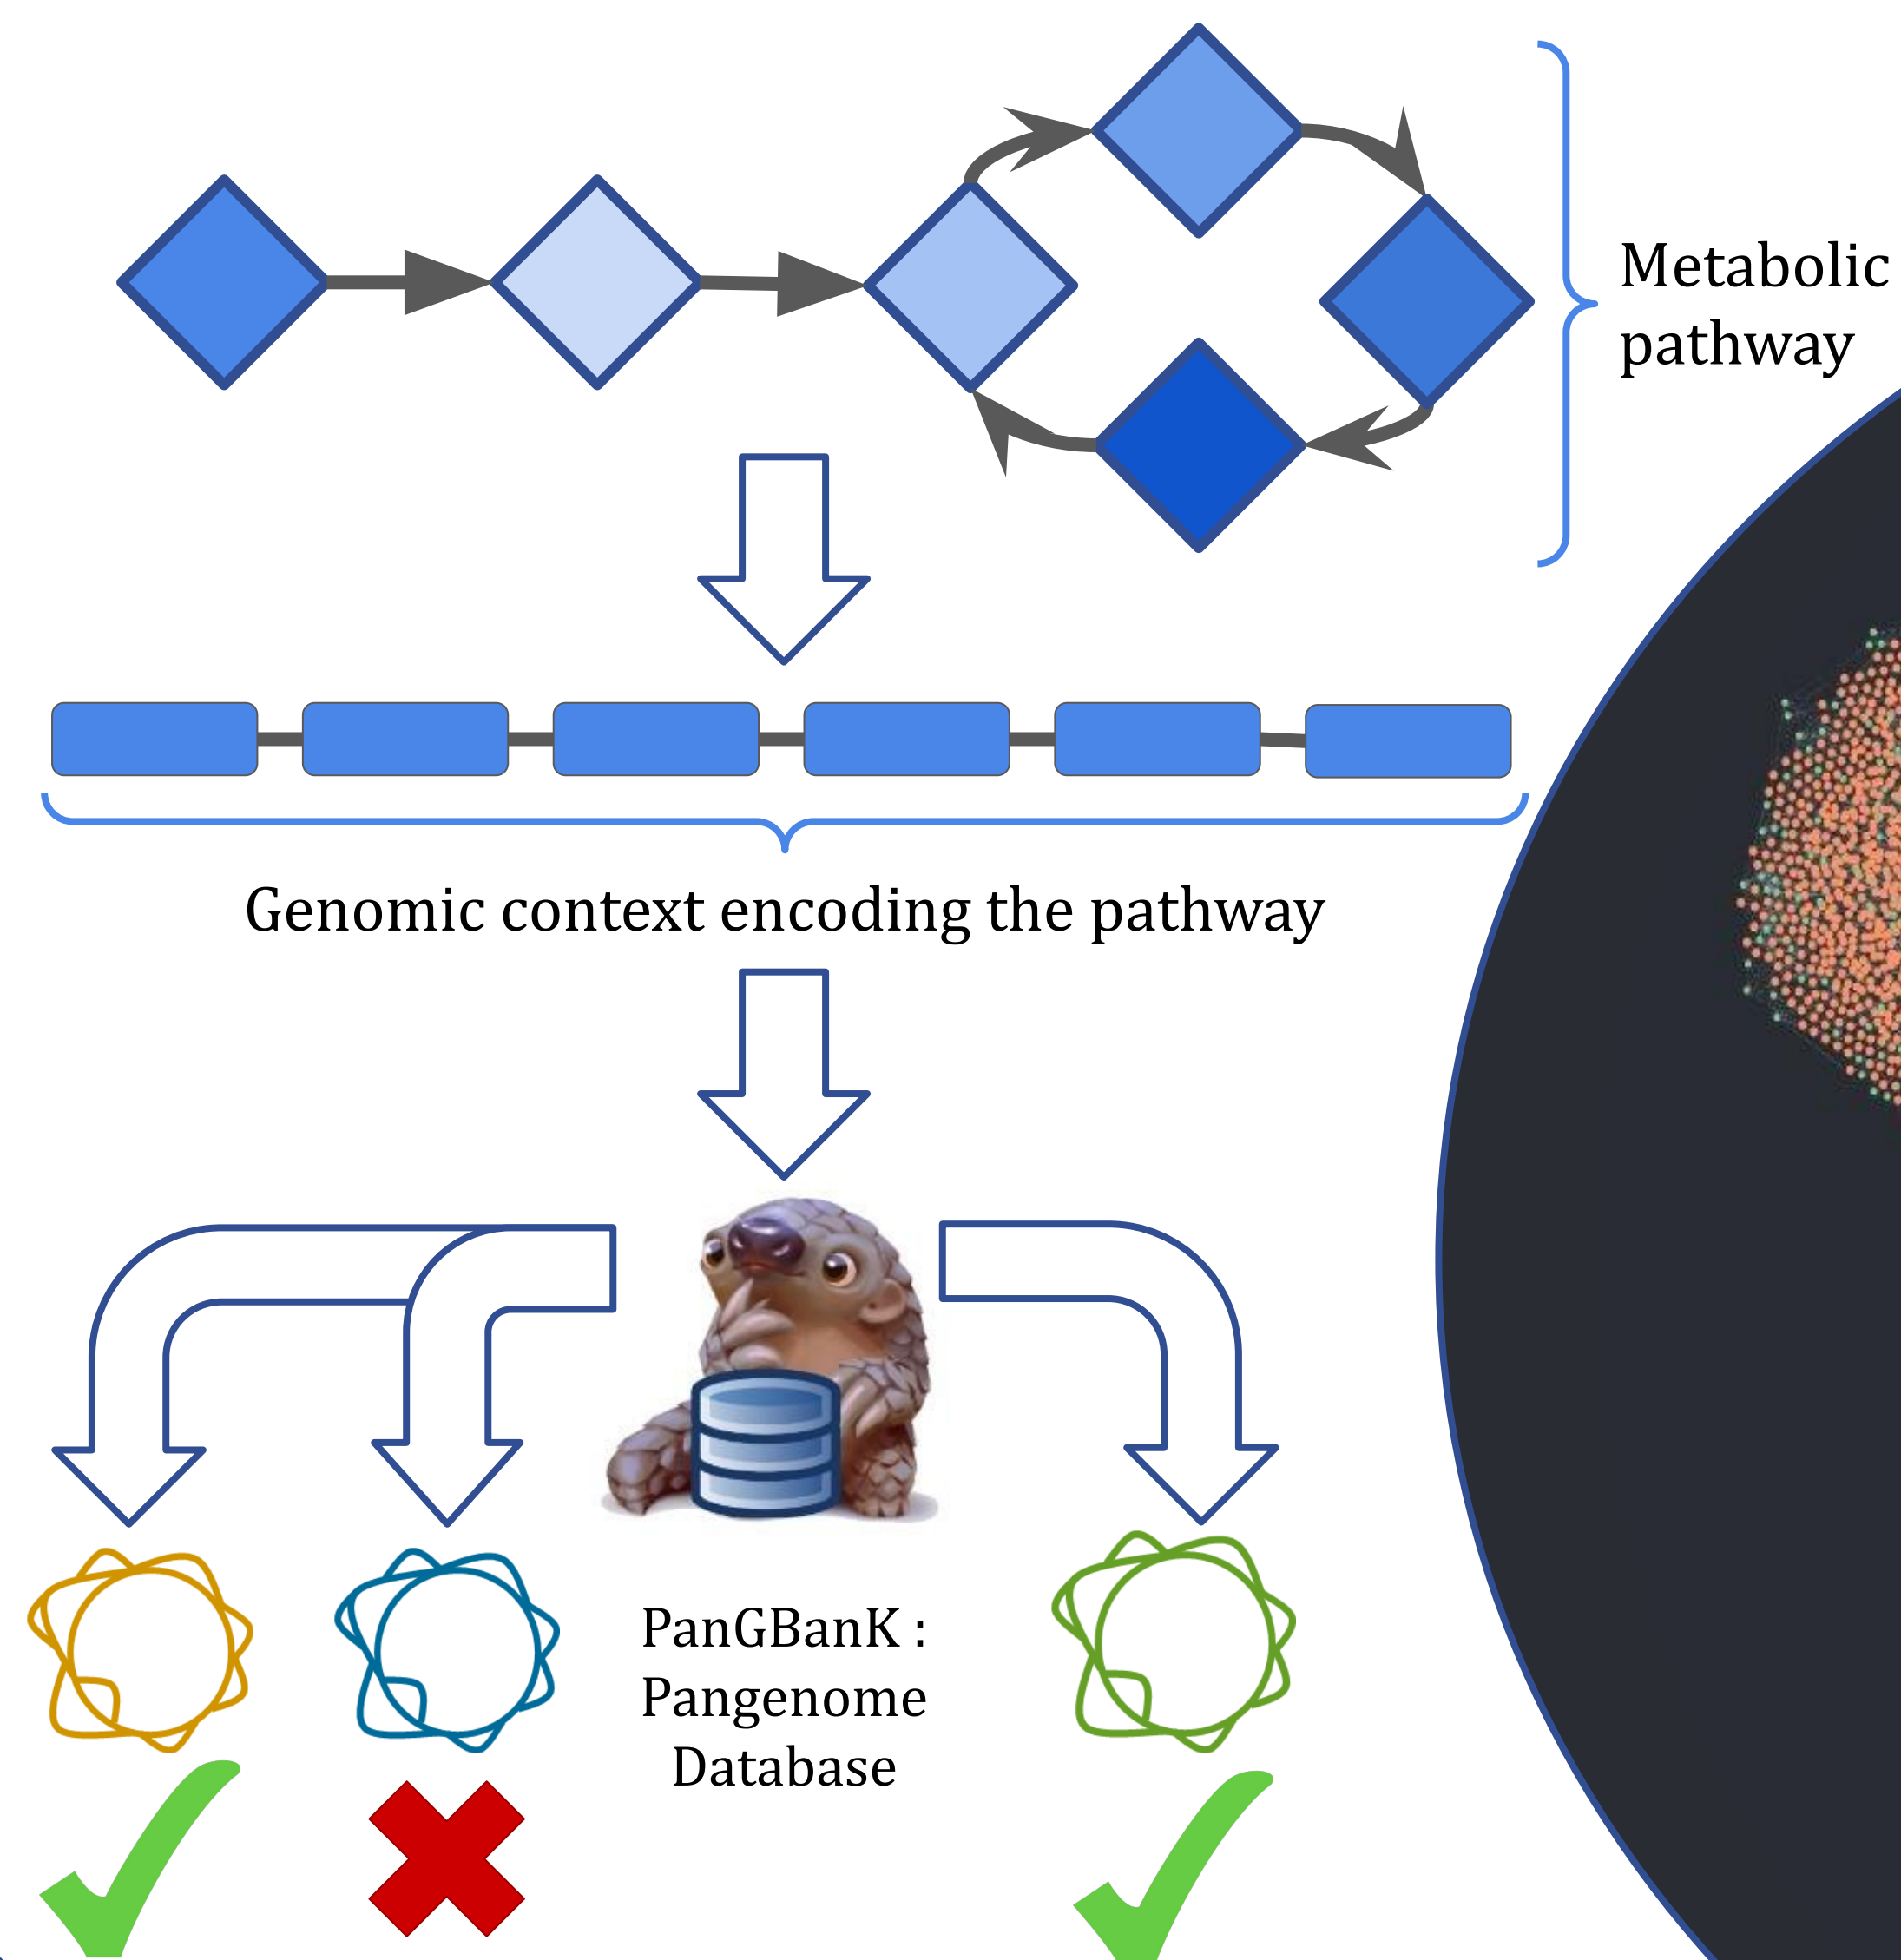 Metabolic
pathway
Genomic context encoding the pathway
PanGBanK :
Pangenome
Database